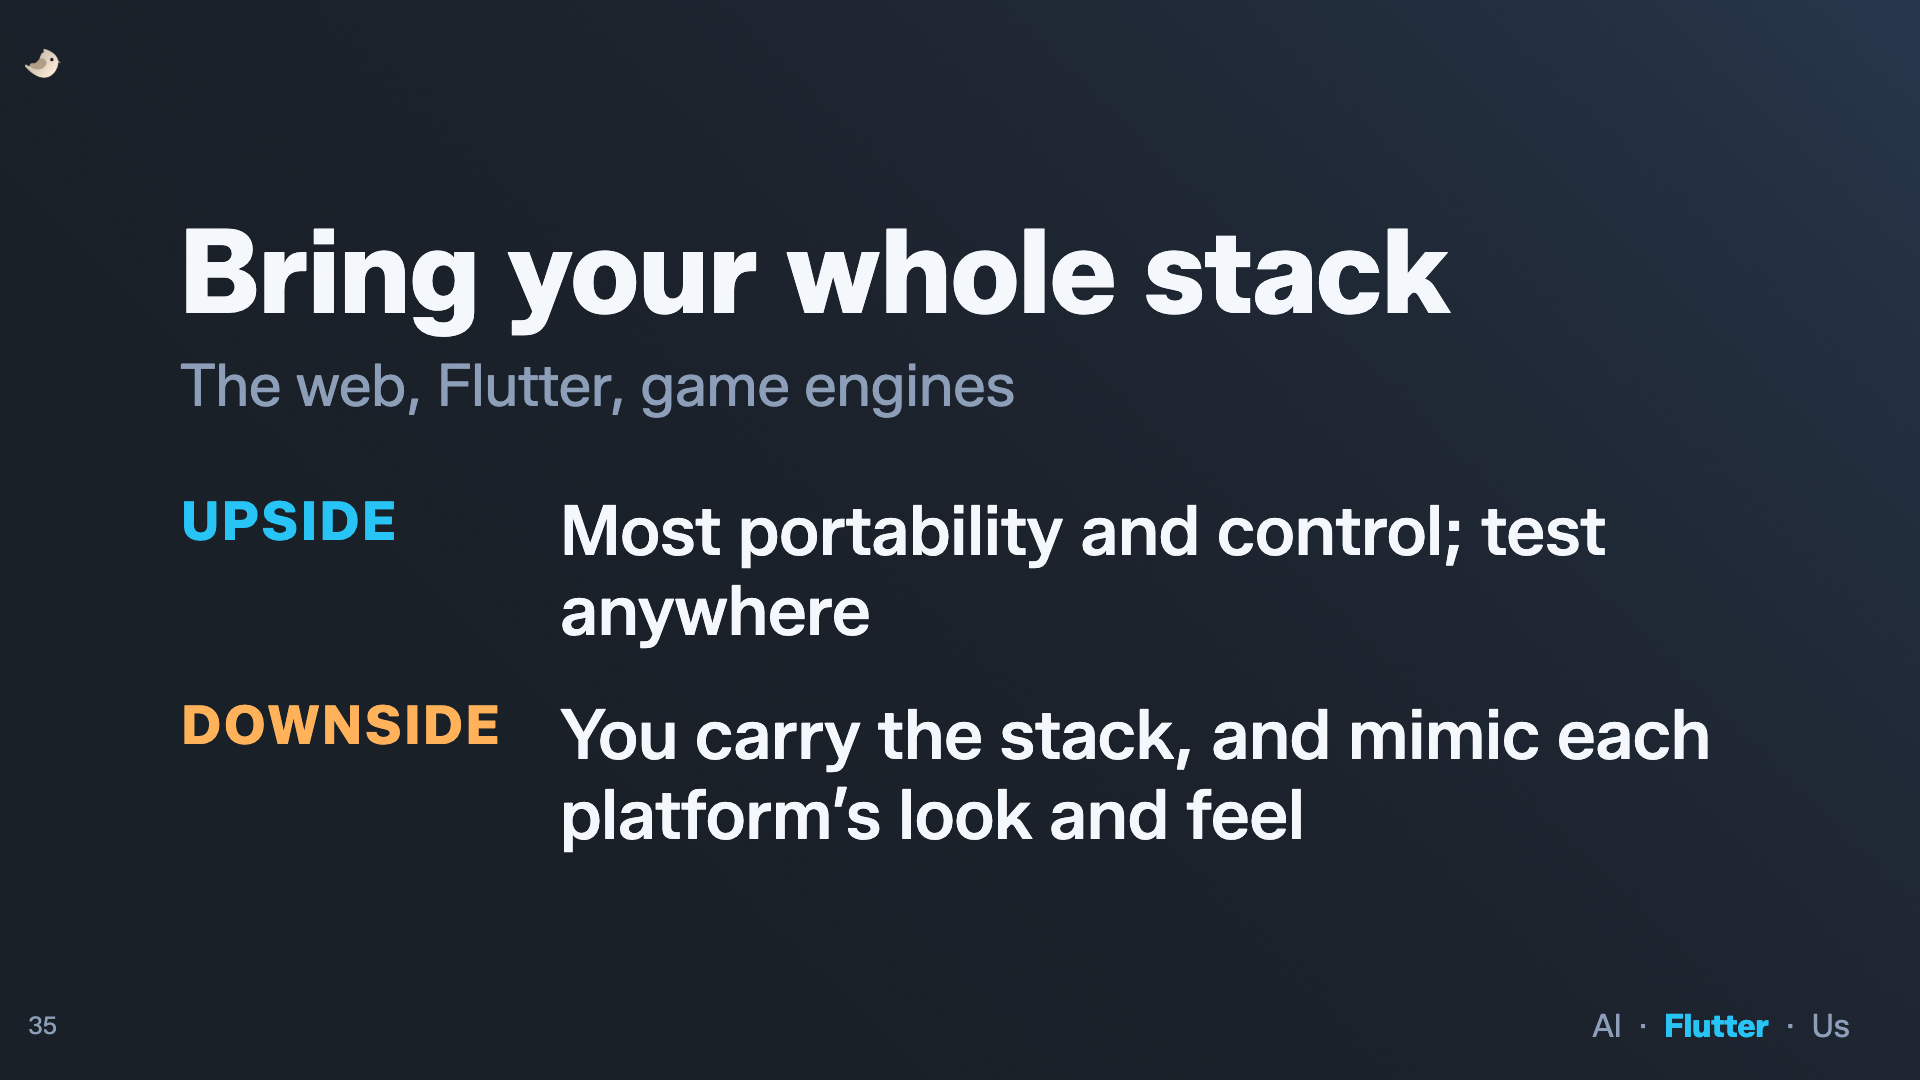 Bring your whole stack
The web, Flutter, game engines
UPSIDE
Most portability and control; test
anywhere
DOWNSIDE
You carry the stack, and mimic each
platform’s look and feel
35
AI · Flutter · Us